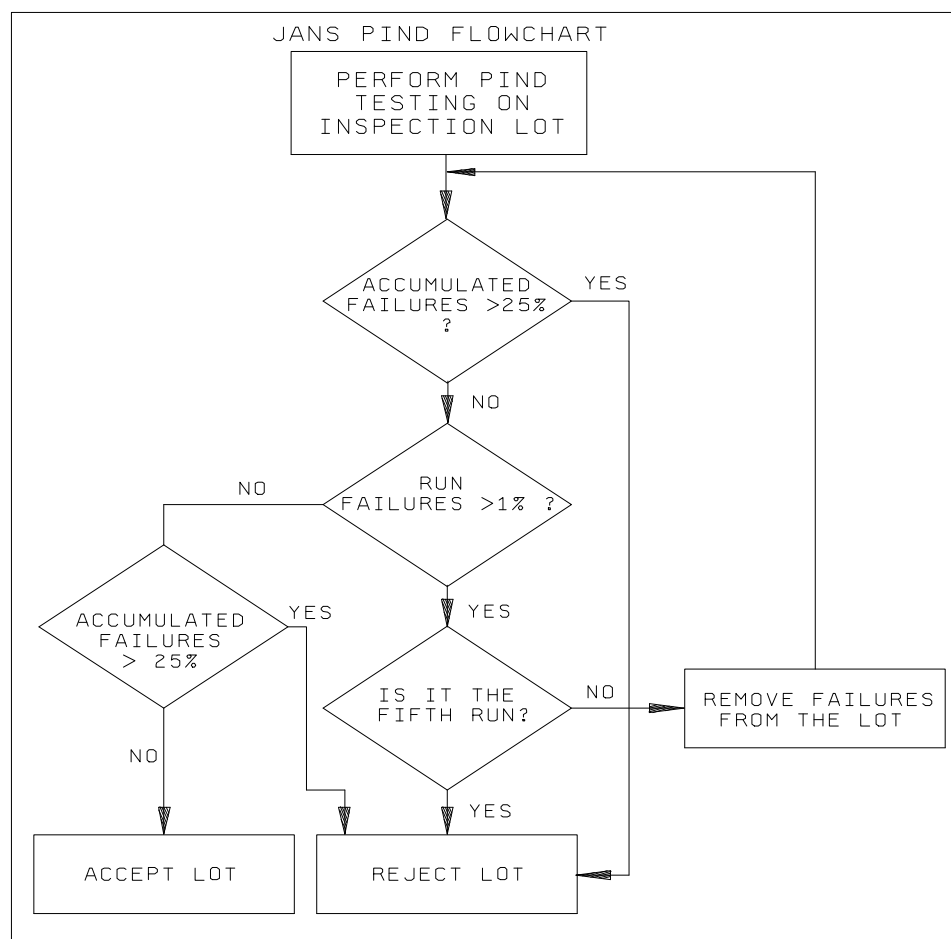 JANS PIND FLOWCHART
PERFORM PIND
TESTING ON
INSPECTION LOT
ACCUMULATED
FAILURES >25%
?
YES
NO
RUN
FAILURES >1% ?
NO
YES
ACCUMULATED
FAILURES
> 25%
YES
NO
IS IT THE
FIFTH RUN?
NO
YES
REMOVE FAILURES
FROM THE LOT
ACCEPT LOT
REJECT LOT